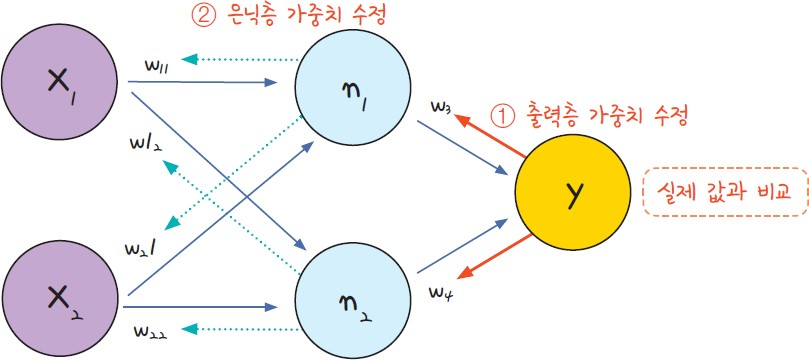 ② 은닉층 가중치 수정
x₁
w₁₁
n₁
w₃
① 출력층 가중치 수정
w₁₂
y
실제 값과 비교
w₂₁
x₂
w₂₂
n₂
w₄